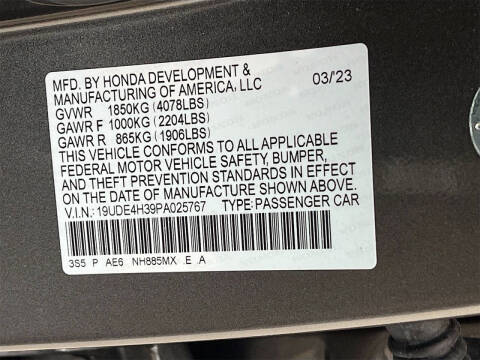 MFD. BY HONDA DEVELOPMENT &
MANUFACTURING OF AMERICA, LLC 03/'23
GVWR 1850KG (4078LBS)
GAWR F 1000KG (2204LBS)
GAWR R 865KG (1906LBS)
THIS VEHICLE CONFORMS TO ALL APPLICABLE
FEDERAL MOTOR VEHICLE SAFETY, BUMPER,
AND THEFT PREVENTION STANDARDS IN EFFECT
ON THE DATE OF MANUFACTURE SHOWN ABOVE.
V.I.N.: 19UDE4H39PA025767 TYPE:PASSENGER CAR
3S5 P AE6 NH885MX E A